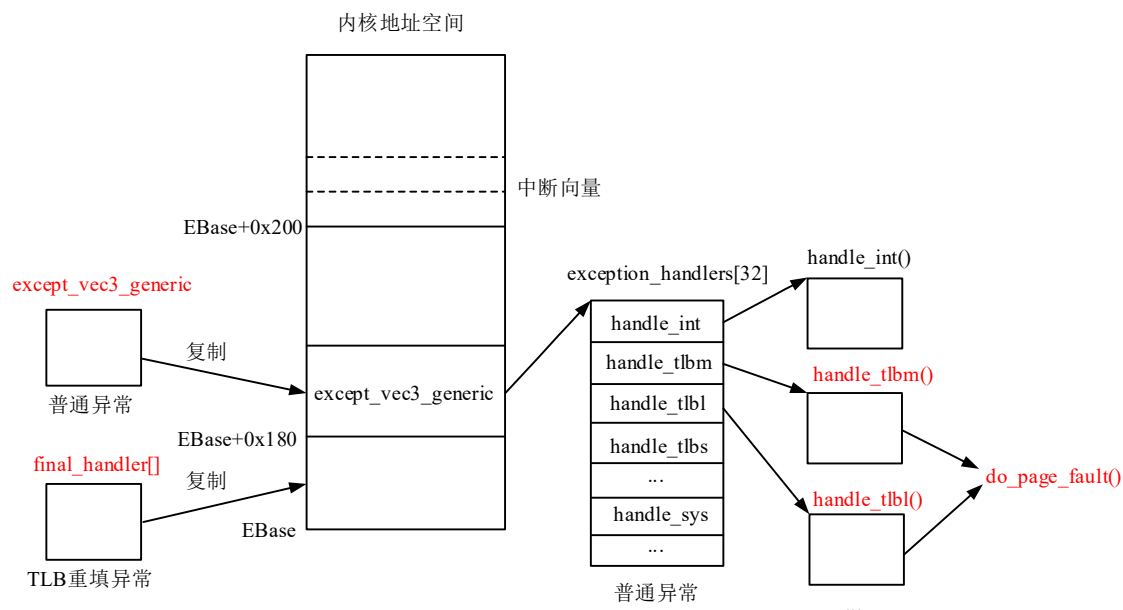 内核地址空间
中断向量
EBase+0x200
exception_handlers[32]
handle_int()
except_vec3_generic
handle_int
复制
handle_tlbm
handle_tlbm()
except_vec3_generic
普通异常
handle_tlbl
EBase+0x180
handle_tlbs
final_handler[]
复制
...
do_page_fault()
handle_tlbl()
handle_sys
EBase
...
TLB重填异常
普通异常